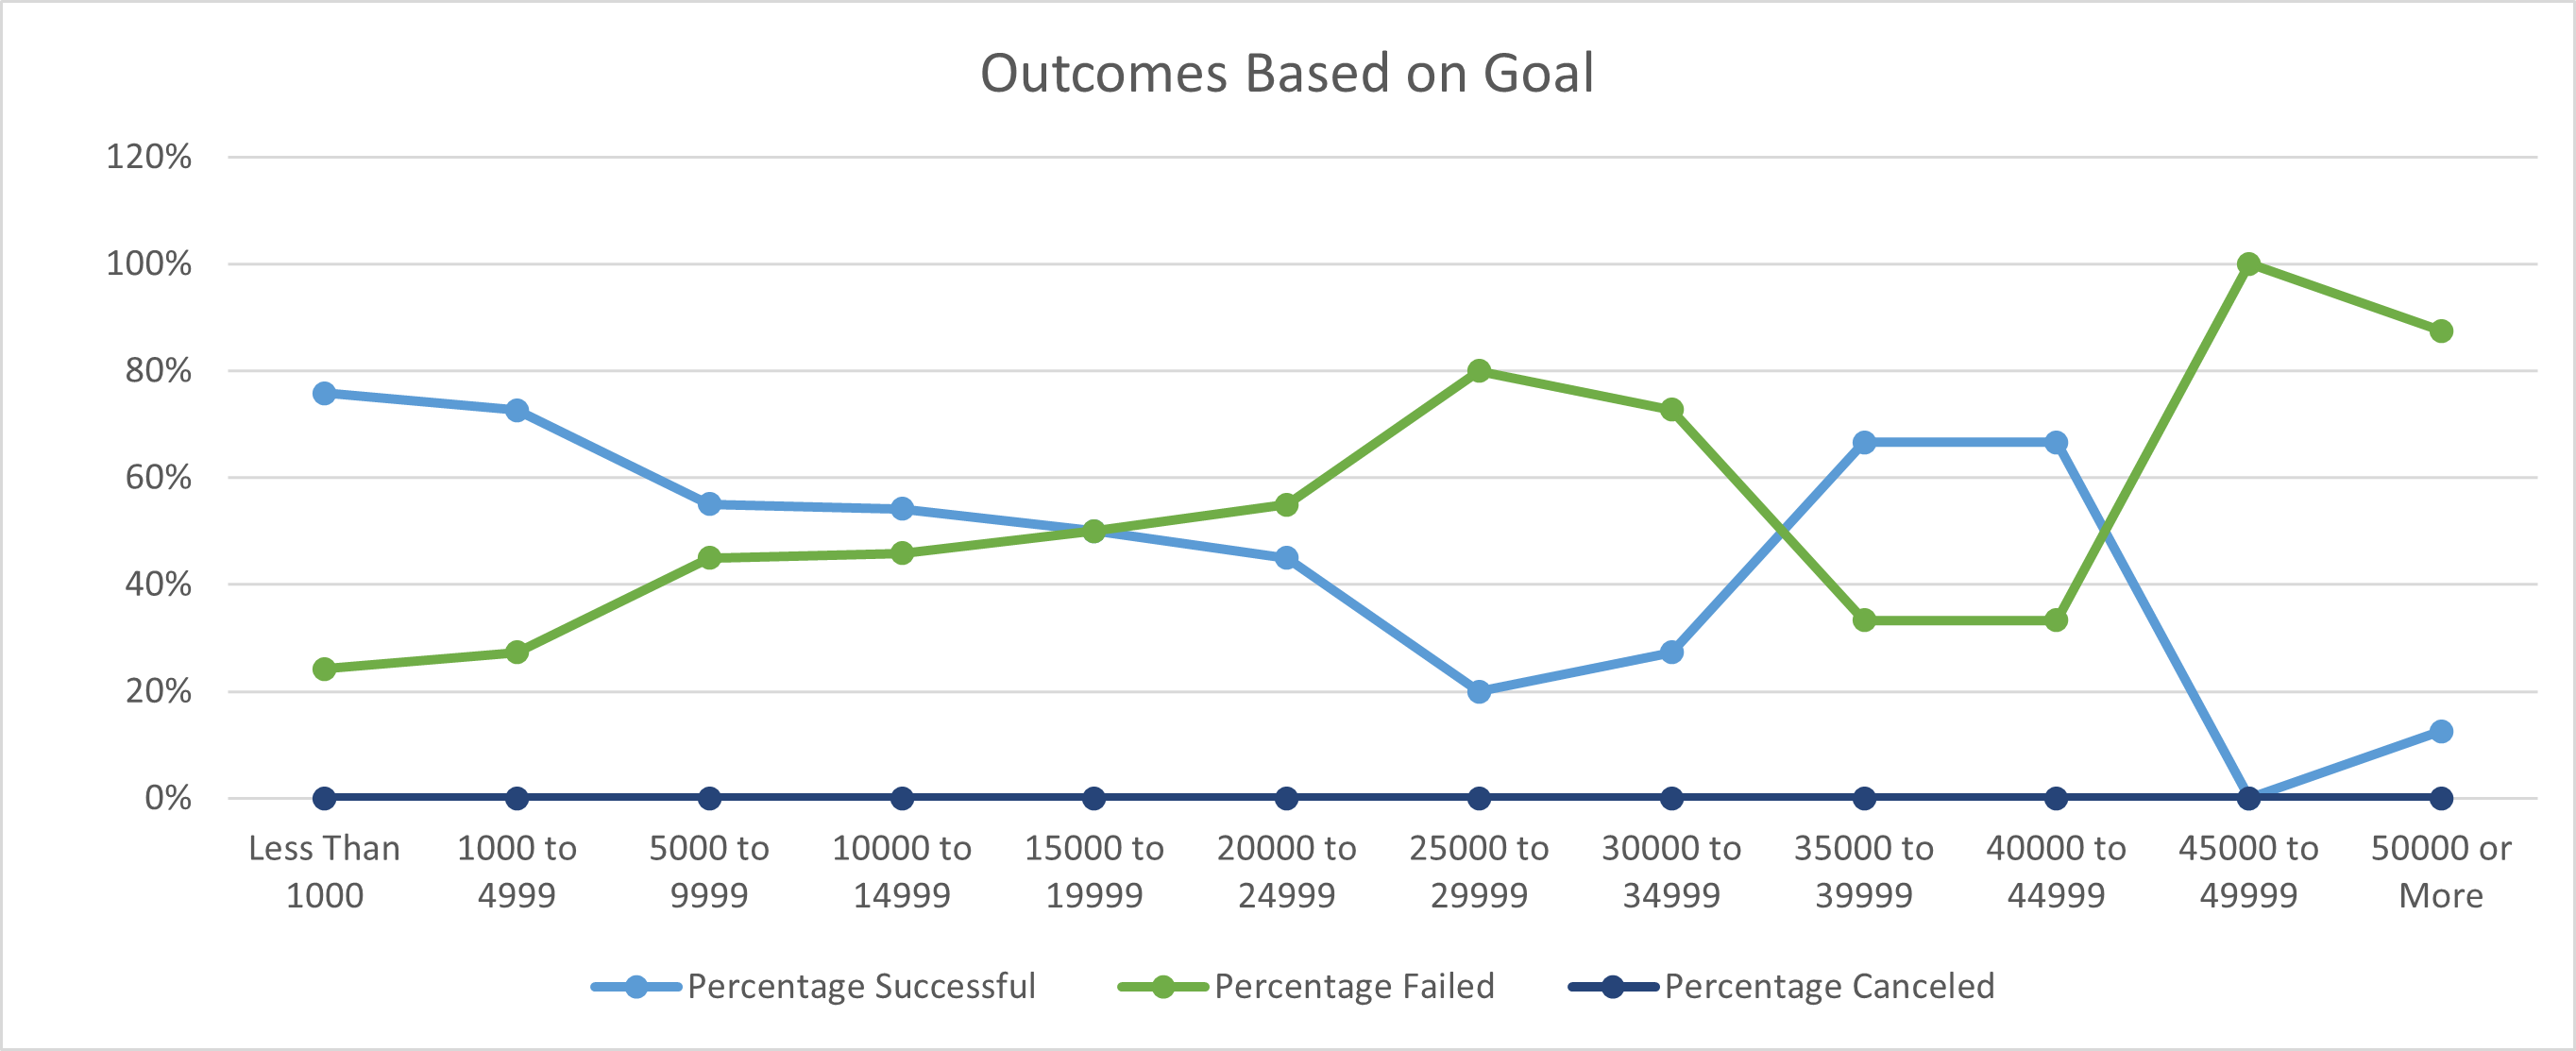 Outcomes Based on Goal
120%
100%
80%
60%
40%
20%
0%
Less Than
1000
1000 to
4999
5000 to
9999
10000 to
14999
15000 to
19999
20000 to
24999
25000 to
29999
30000 to
34999
35000 to
39999
40000 to
44999
45000 to
49999
50000 or
More
Percentage Successful
Percentage Failed
Percentage Canceled